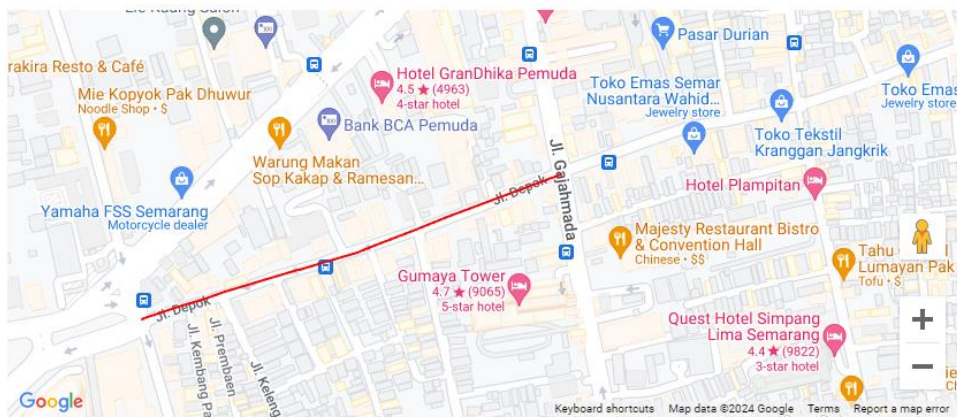 Pasar Durian
rakira Resto & Café
Mie Kopyok Pak Dhuwur
Noodle Shop • $
Hotel GranDhika Pemuda
4.5 ★ (4963)
4-star hotel
Toko Emas Semar
Nusantara Wahid...
Jewelry store
Toko Emas
Jewelry store
Bank BCA Pemuda
Toko Tekstil
Kranggan Jangkrik
Warung Makan
Sop Kakap & Ramesan...
Jl. Gajahmada
Jl. Depok
Hotel Plampitan
Yamaha FSS Semarang
Motorcycle dealer
Majesty Restaurant Bistro
& Convention Hall
Chinese • $$
Tahu
Lumayan Pak
Tofu • $
Gumaya Tower
4.7 ★ (9065)
5-star hotel
Jl. Depok
Jl. Kembang Pa
Jl. Prembaen
Jl. Keleng
Quest Hotel Simpang
Lima Semarang
4.4 ★ (9822)
3-star hotel
+
−
Google
Keyboard shortcuts Map data ©2024 Google Terms Report a map error